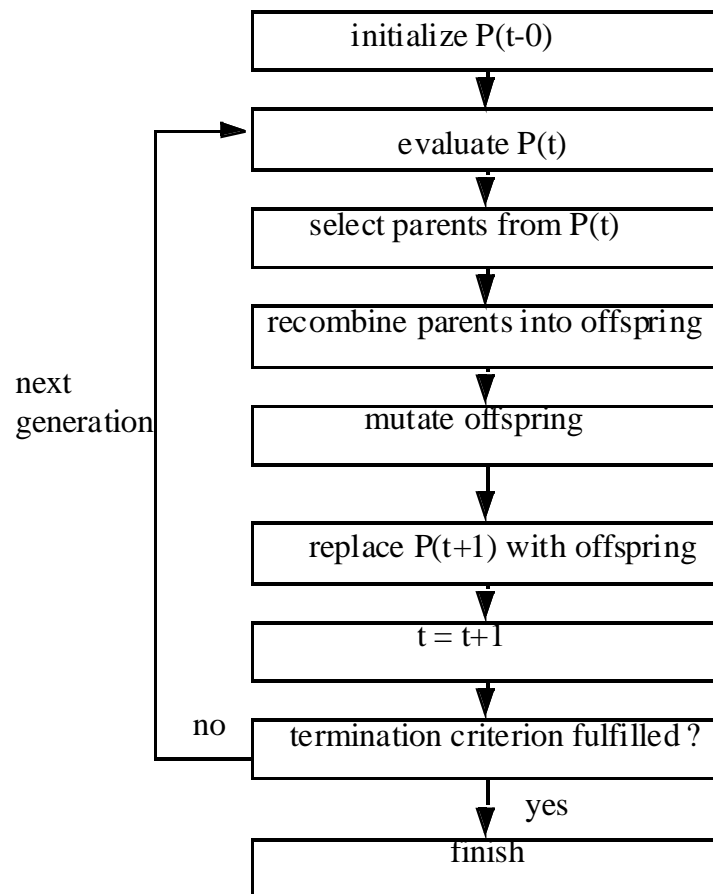 initialize P(t-0)
evaluate P(t)
select parents from P(t)
recombine parents into offspring
next
generation
mutate offspring
replace P(t+1) with offspring
t = t+1
no
termination criterion fulfilled ?
yes
finish